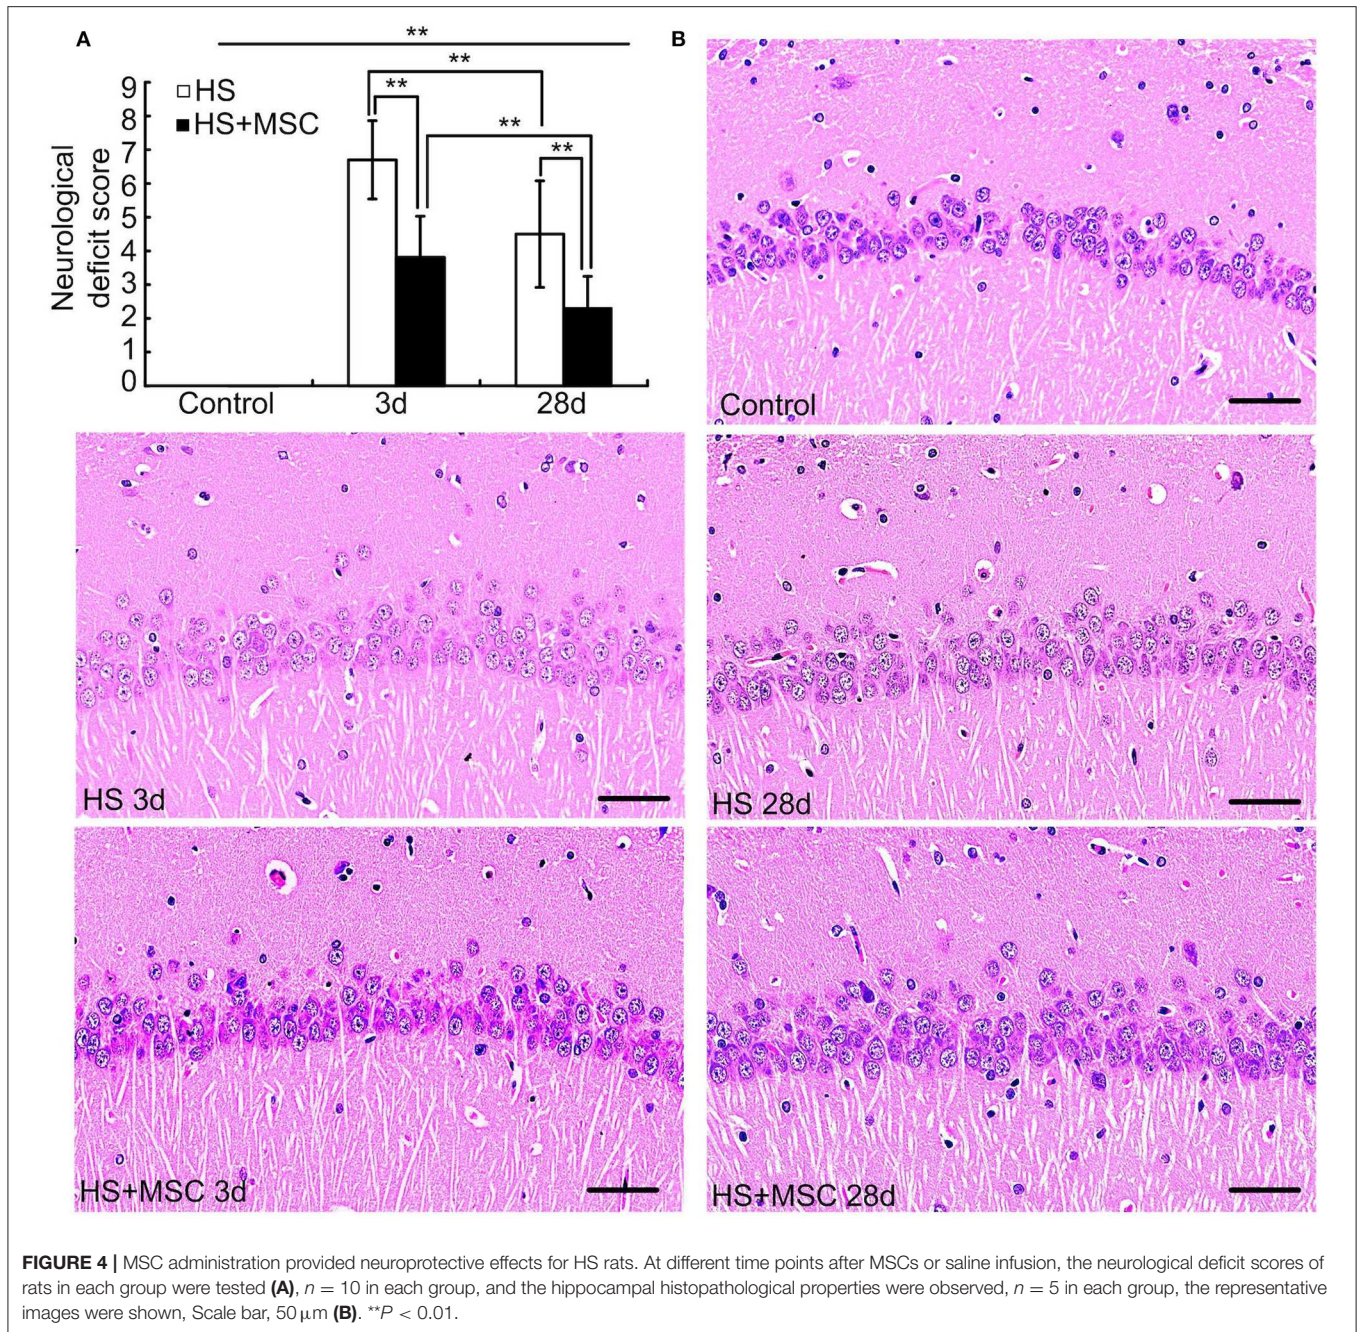 A
B
**
**
**
**
**
9
8
7
6
5
4
3
2
1
0
Neurological
deficit score
HS
HS+MSC
Control
3d
28d
Control
HS 3d
HS 28d
HS+MSC 3d
HS+MSC 28d
FIGURE 4 | MSC administration provided neuroprotective effects for HS rats. At different time points after MSCs or saline infusion, the neurological deficit scores of
rats in each group were tested (A), n = 10 in each group, and the hippocampal histopathological properties were observed, n = 5 in each group, the representative
images were shown, Scale bar, 50 μm (B). **P < 0.01.